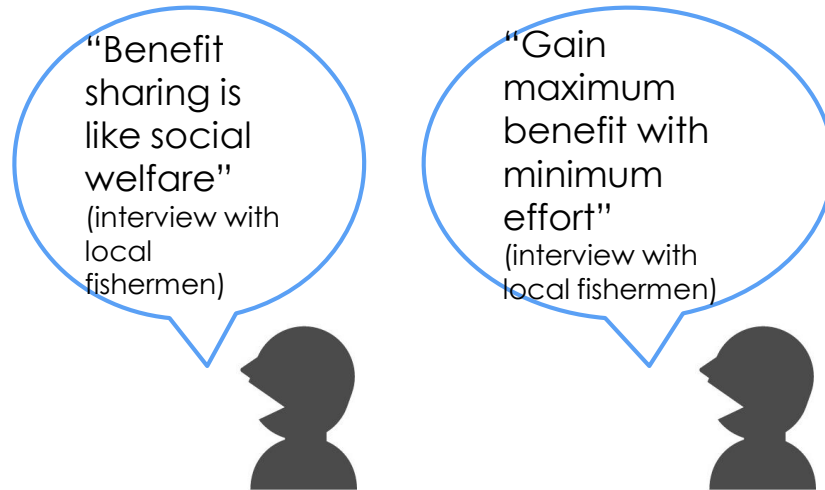 “Benefit
sharing is
like social
welfare”
(interview with
local
fishermen)
“Gain
maximum
benefit with
minimum
effort”
(interview with
local fishermen)